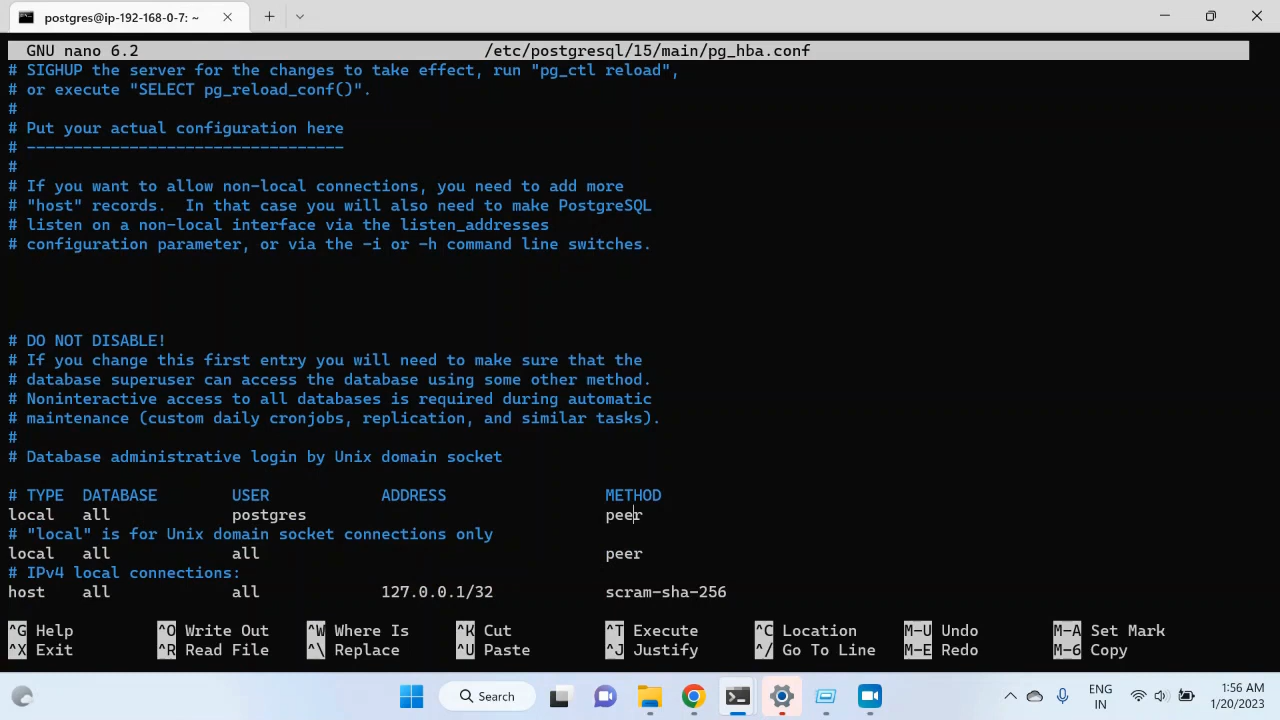 postgres@ip-192-168-0-7: ~
GNU nano 6.2 /etc/postgresql/15/main/pg_hba.conf
# SIGHUP the server for the changes to take effect, run "pg_ctl reload",
# or execute "SELECT pg_reload_conf()".
#
# Put your actual configuration here
# ----------------------------------
#
# If you want to allow non-local connections, you need to add more
# "host" records.  In that case you will also need to make PostgreSQL
# listen on a non-local interface via the listen_addresses
# configuration parameter, or via the -i or -h command line switches.
# DO NOT DISABLE!
# If you change this first entry you will need to make sure that the
# database superuser can access the database using some other method.
# Noninteractive access to all databases is required during automatic
# maintenance (custom daily cronjobs, replication, and similar tasks).
#
# Database administrative login by Unix domain socket
# TYPE  DATABASE        USER            ADDRESS                 METHOD
local   all             postgres                                peer
# "local" is for Unix domain socket connections only
local   all             all                                     peer
# IPv4 local connections:
host    all             all             127.0.0.1/32            scram-sha-256
^G Help ^O Write Out ^W Where Is ^K Cut ^T Execute ^C Location M-U Undo M-A Set Mark
^X Exit ^R Read File ^\ Replace ^U Paste ^J Justify ^/ Go To Line M-E Redo M-6 Copy
Search ENG 1:56 AM
IN 1/20/2023